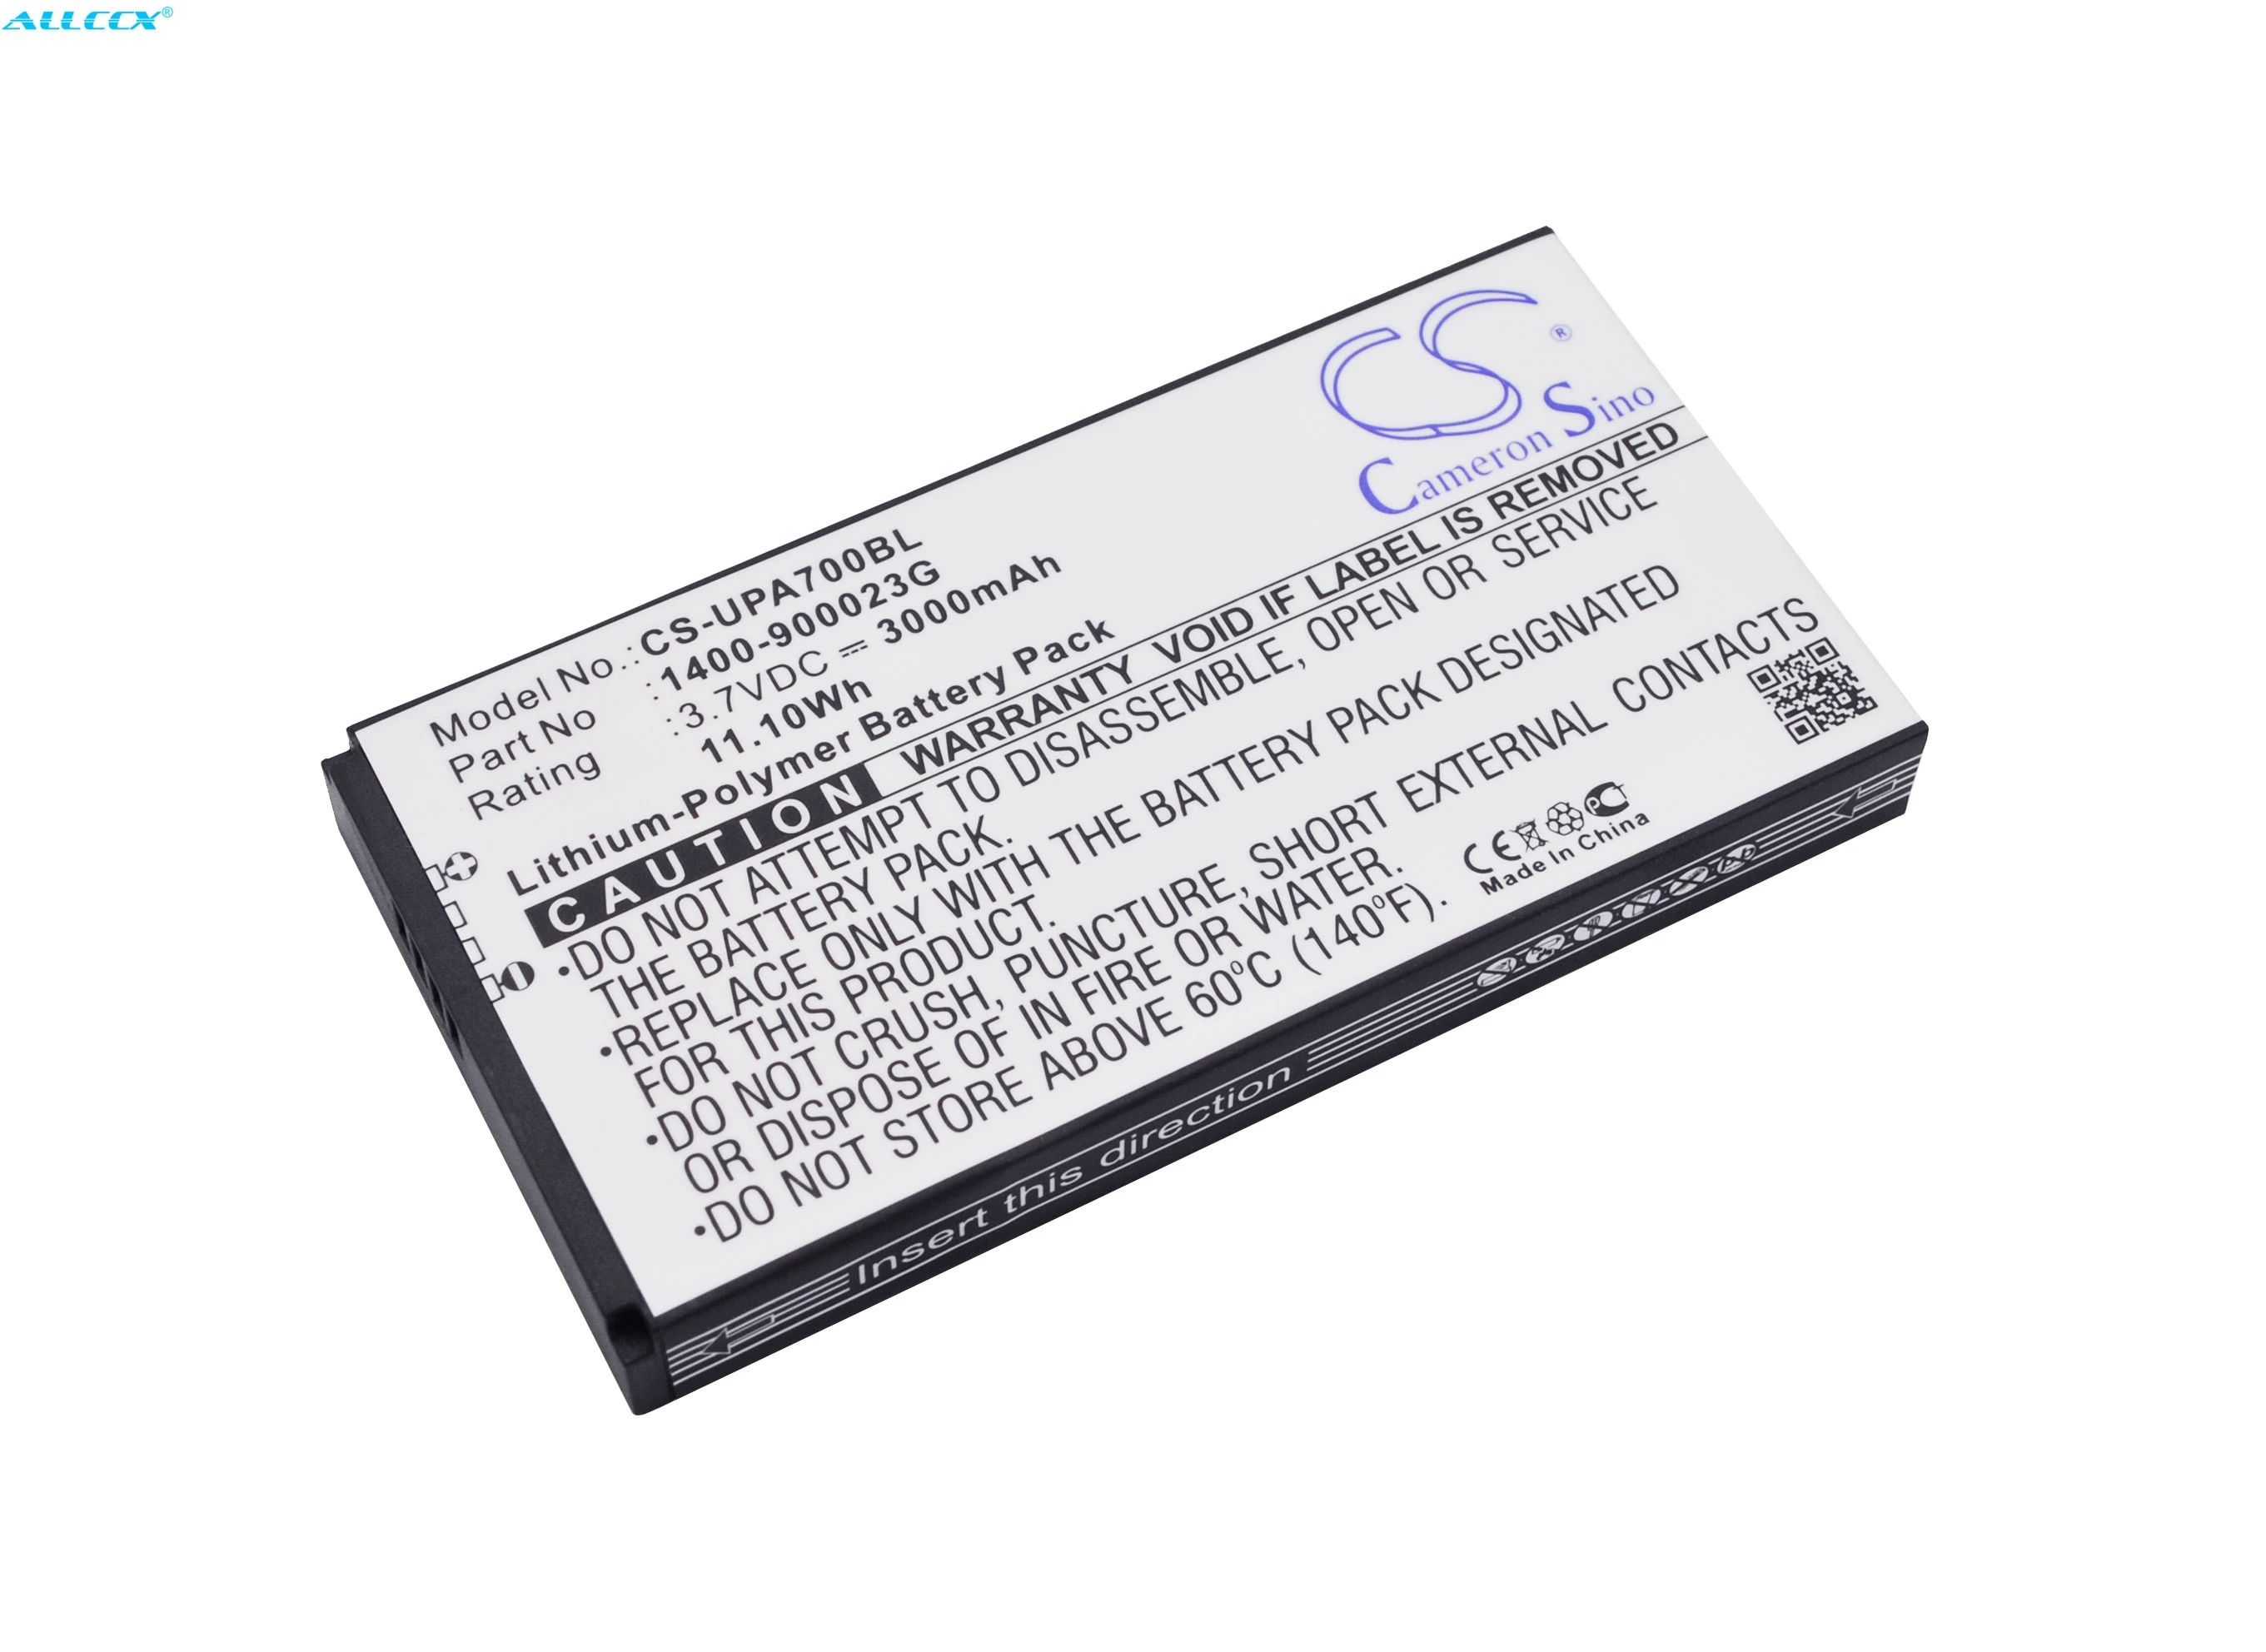 ALLCCX®
CS®
Cameron Sino
Model No.: CS-UPA700BL
Part No : 1400-900023G
Rating : 3.7VDC ⎓ 3000mAh
11.10Wh
Lithium-Polymer Battery Pack
CAUTION WARRANTY VOID IF LABEL IS REMOVED
•DO NOT ATTEMPT TO DISASSEMBLE, OPEN OR SERVICE
THE BATTERY PACK.
•REPLACE ONLY WITH THE BATTERY PACK DESIGNATED
FOR THIS PRODUCT.
•DO NOT CRUSH, PUNCTURE, SHORT EXTERNAL CONTACTS
OR DISPOSE OF IN FIRE OR WATER.
•DO NOT STORE ABOVE 60°C (140°F).
CE PCT
Made In China
Insert this direction